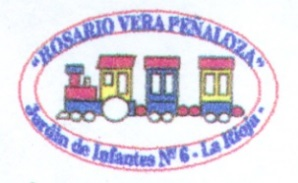 "ROSARIO VERA PEÑALOZA"
Jardín de Infantes Nº 6 - La Rioja -